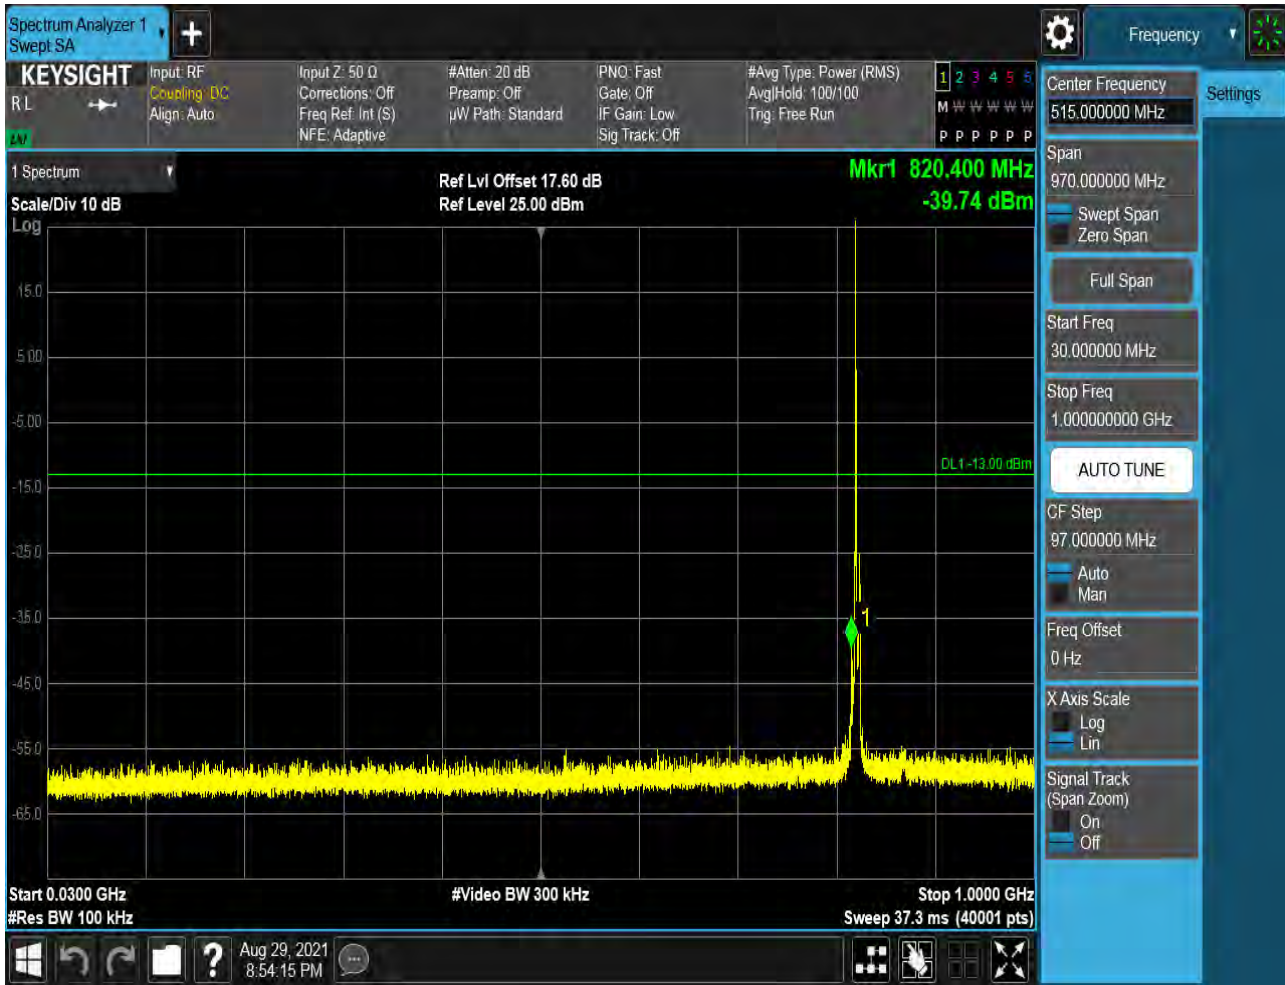 Spectrum Analyzer 1
Swept SA
+
Frequency
KEYSIGHT
R L
Input: RF
Coupling: DC
Align: Auto
Input Z: 50 Ω
Corrections: Off
Freq Ref: Int (S)
NFE: Adaptive
#Atten: 20 dB
Preamp: Off
µW Path: Standard
PNO: Fast
Gate: Off
IF Gain: Low
Sig Track: Off
#Avg Type: Power (RMS)
Avg|Hold: 100/100
Trig: Free Run
1 2 3 4 5 6
M W W W W W
P P P P P P
1 Spectrum
Scale/Div 10 dB
Log
Ref Lvl Offset 17.60 dB
Ref Level 25.00 dBm
Mkr1 820.400 MHz
-39.74 dBm
15.0
5.00
-5.00
DL1 -13.00 dBm
-15.0
-25.0
-35.0
1
-45.0
-55.0
-65.0
Start 0.0300 GHz
#Video BW 300 kHz
Stop 1.0000 GHz
#Res BW 100 kHz
Sweep 37.3 ms (40001 pts)
?
Aug 29, 2021
8:54:15 PM
Center Frequency
515.000000 MHz
Settings
Span
970.000000 MHz
Swept Span
Zero Span
Full Span
Start Freq
30.000000 MHz
Stop Freq
1.000000000 GHz
AUTO TUNE
CF Step
97.000000 MHz
Auto
Man
Freq Offset
0 Hz
X Axis Scale
Log
Lin
Signal Track
(Span Zoom)
On
Off